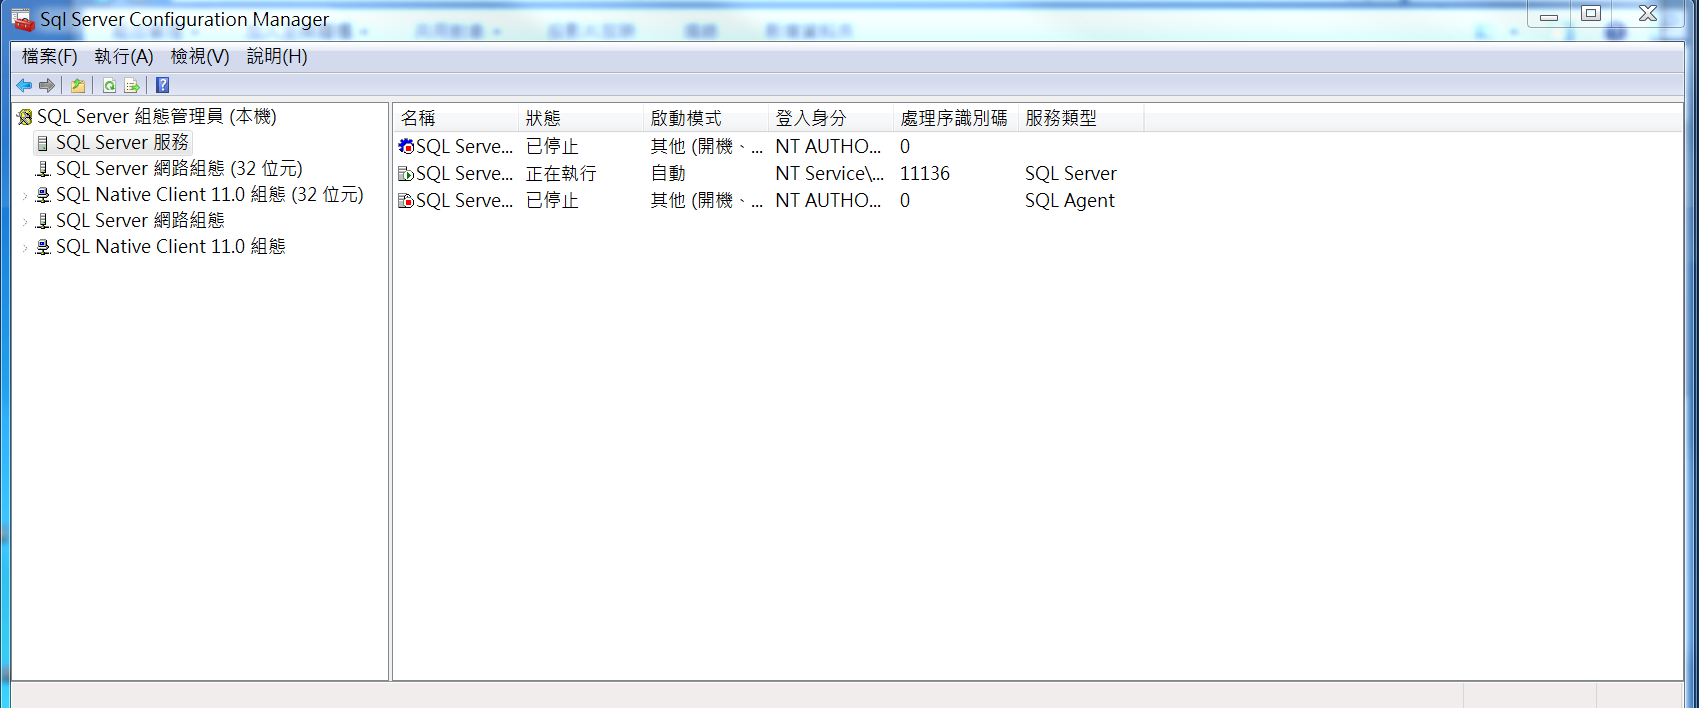 Sql Server Configuration Manager
檔案(F) 執行(A) 檢視(V) 說明(H)
SQL Server 組態管理員 (本機)
SQL Server 服務
SQL Server 網路組態 (32 位元)
SQL Native Client 11.0 組態 (32 位元)
SQL Server 網路組態
SQL Native Client 11.0 組態
名稱 狀態 啟動模式 登入身分 處理序識別碼 服務類型
SQL Serve... 已停止 其他 (開機、... NT AUTHO... 0
SQL Serve... 正在執行 自動 NT Service\... 11136 SQL Server
SQL Serve... 已停止 其他 (開機、... NT AUTHO... 0 SQL Agent